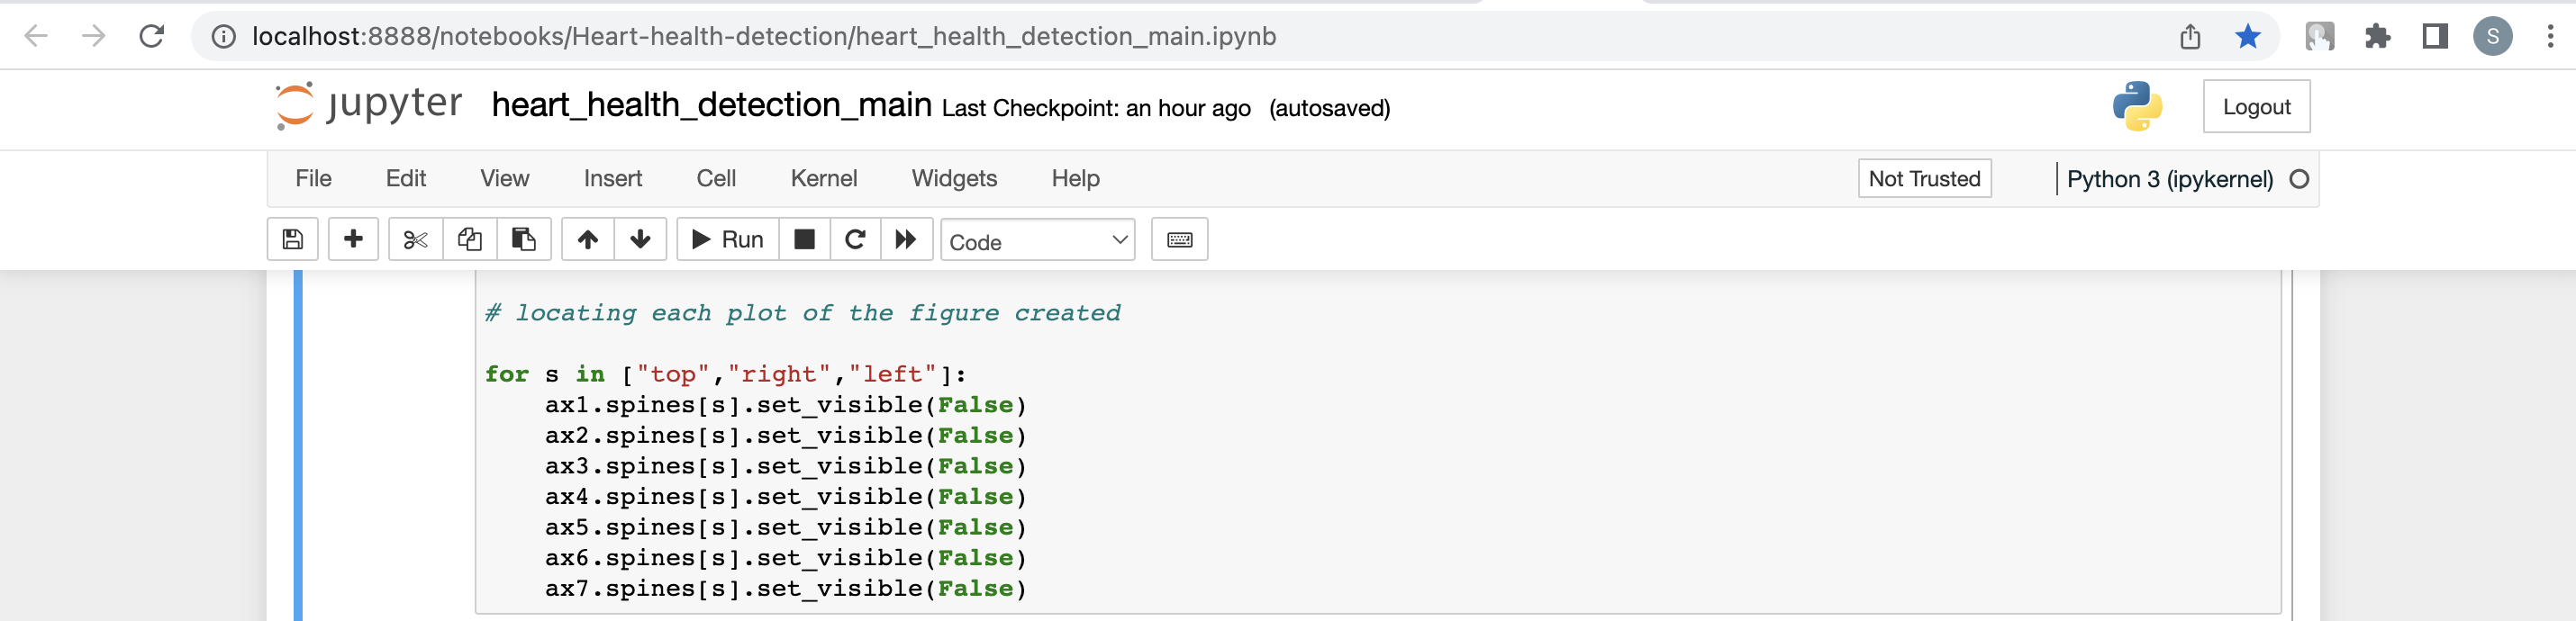 localhost:8888/notebooks/Heart-health-detection/heart_health_detection_main.ipynb
S
jupyter heart_health_detection_main Last Checkpoint: an hour ago (autosaved)
Logout
File Edit View Insert Cell Kernel Widgets Help Not Trusted Python 3 (ipykernel)
Run Code
# locating each plot of the figure created
for s in ["top","right","left"]:
    ax1.spines[s].set_visible(False)
    ax2.spines[s].set_visible(False)
    ax3.spines[s].set_visible(False)
    ax4.spines[s].set_visible(False)
    ax5.spines[s].set_visible(False)
    ax6.spines[s].set_visible(False)
    ax7.spines[s].set_visible(False)